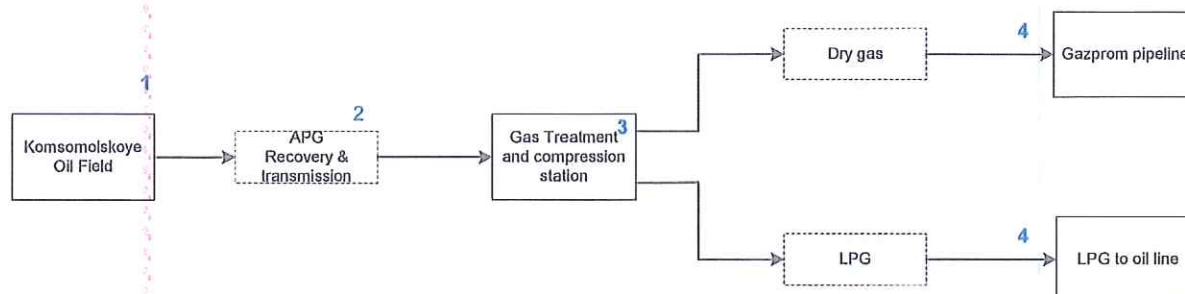 4
Dry gas
Gazprom pipeline
1
2
3
Komsomolskoye
Oil Field
APG
Recovery &
transmission
Gas Treatment
and compression
station
4
LPG
LPG to oil line